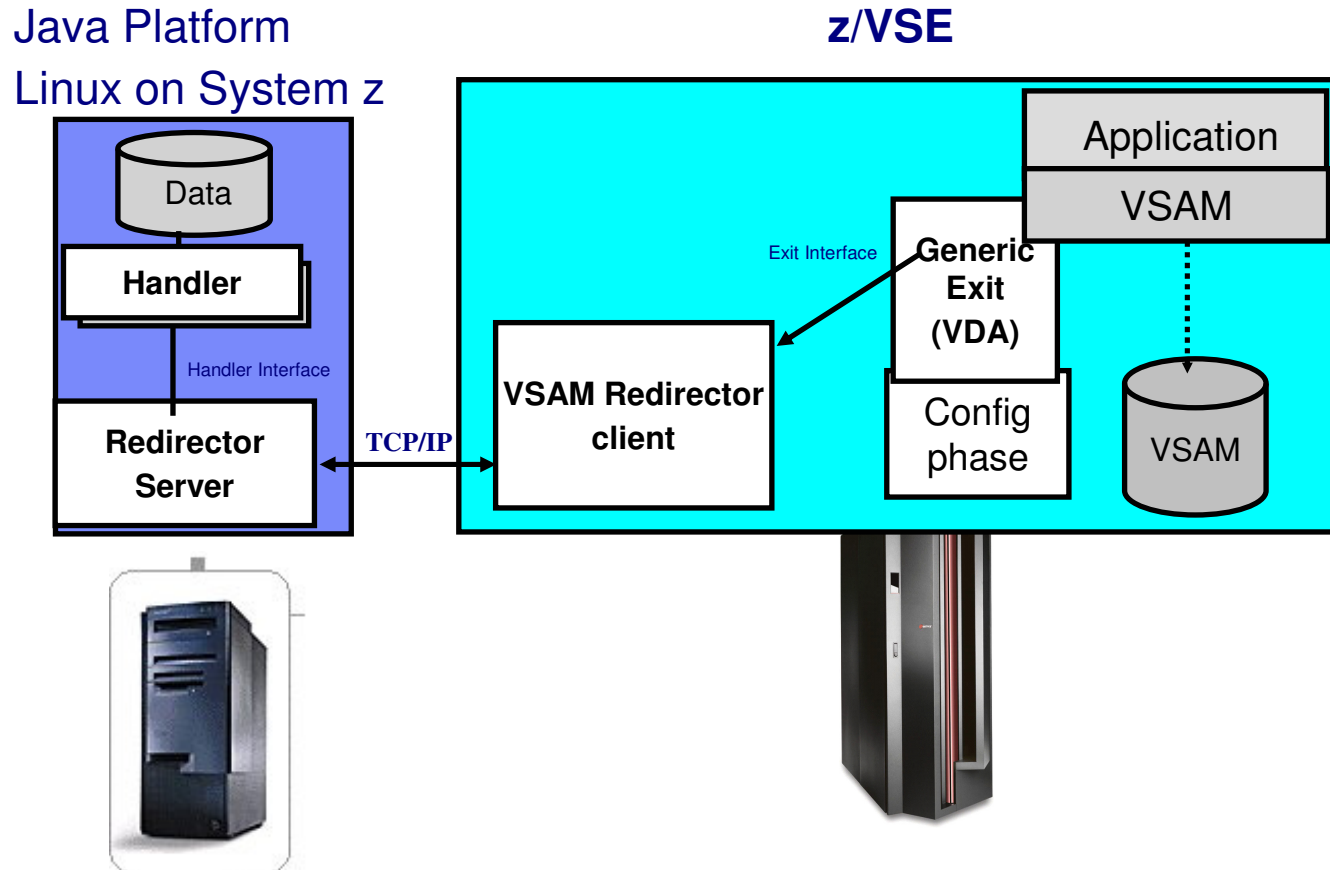 Java Platform
Linux on System z
z/VSE
Data
Handler
Handler Interface
Redirector
Server
TCP/IP
VSAM Redirector
client
Exit Interface
Generic
Exit
(VDA)
Config
phase
Application
VSAM
VSAM